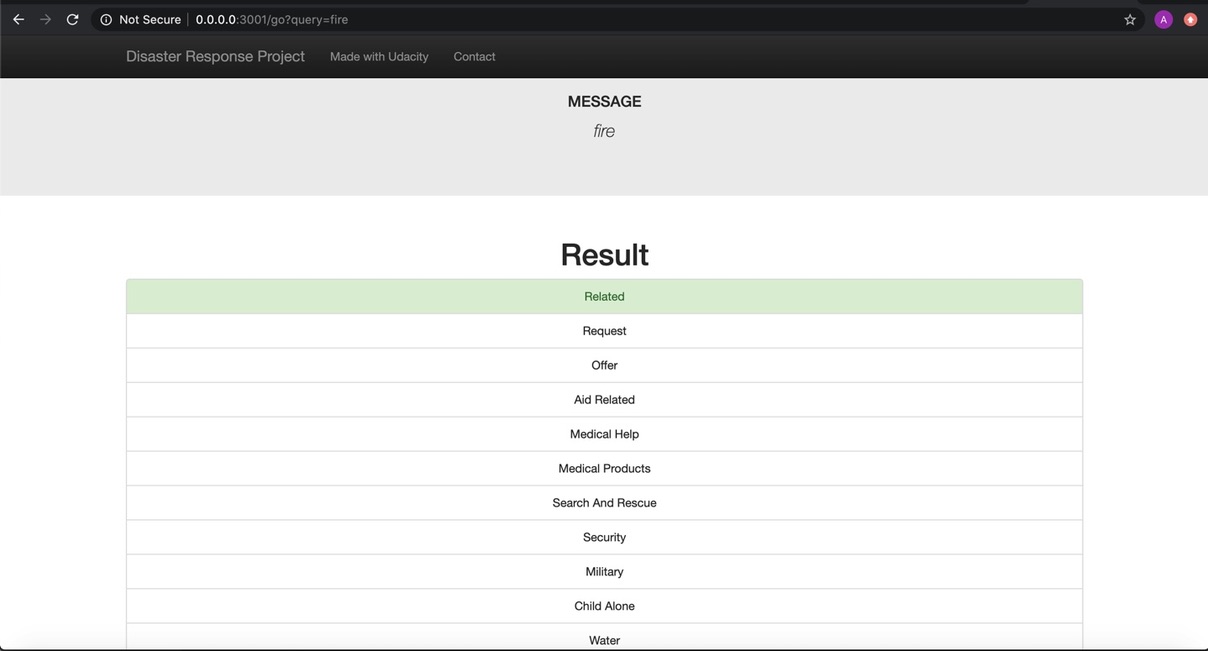 Not Secure 0.0.0.0:3001/go?query=fire A
Disaster Response Project Made with Udacity Contact
MESSAGE
fire
Result
Related
Request
Offer
Aid Related
Medical Help
Medical Products
Search And Rescue
Security
Military
Child Alone
Water